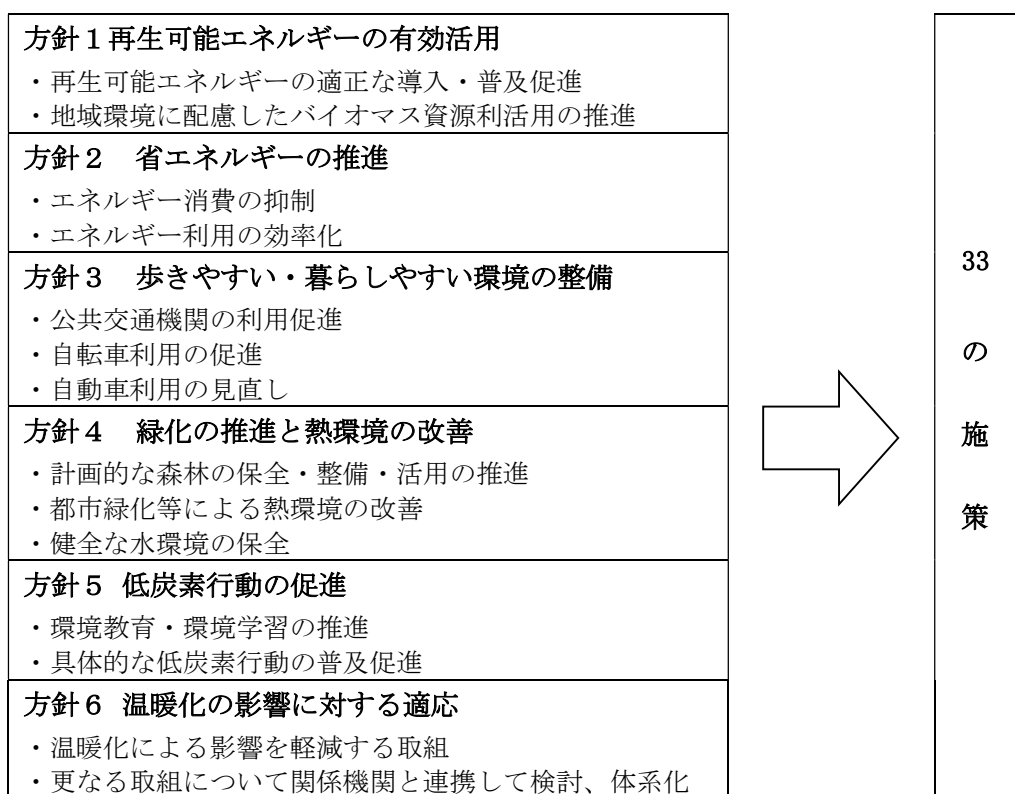 方針1再生可能エネルギーの有効活用
・再生可能エネルギーの適正な導入・普及促進
・地域環境に配慮したバイオマス資源利活用の推進
方針2　省エネルギーの推進
・エネルギー消費の抑制
・エネルギー利用の効率化
方針3　歩きやすい・暮らしやすい環境の整備
・公共交通機関の利用促進
・自転車利用の促進
・自動車利用の見直し
方針4　緑化の推進と熱環境の改善
・計画的な森林の保全・整備・活用の推進
・都市緑化等による熱環境の改善
・健全な水環境の保全
方針5 低炭素行動の促進
・環境教育・環境学習の推進
・具体的な低炭素行動の普及促進
方針6 温暖化の影響に対する適応
・温暖化による影響を軽減する取組
・更なる取組について関係機関と連携して検討、体系化
33
の
施
策